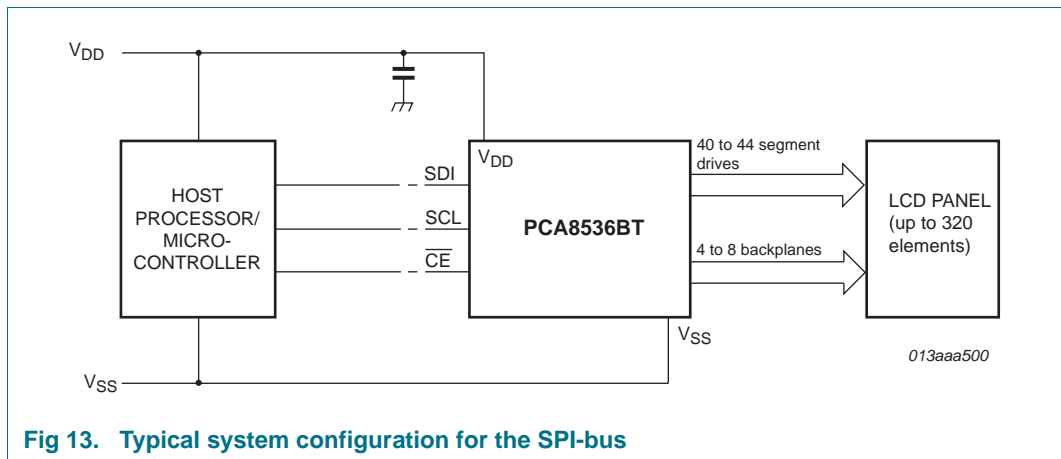 VDD
HOST
PROCESSOR/
MICRO-
CONTROLLER
SDI
SCL
CE
VDD
PCA8536BT
VSS
40 to 44 segment
drives
4 to 8 backplanes
LCD PANEL
(up to 320
elements)
VSS
013aaa500
Fig 13. Typical system configuration for the SPI-bus